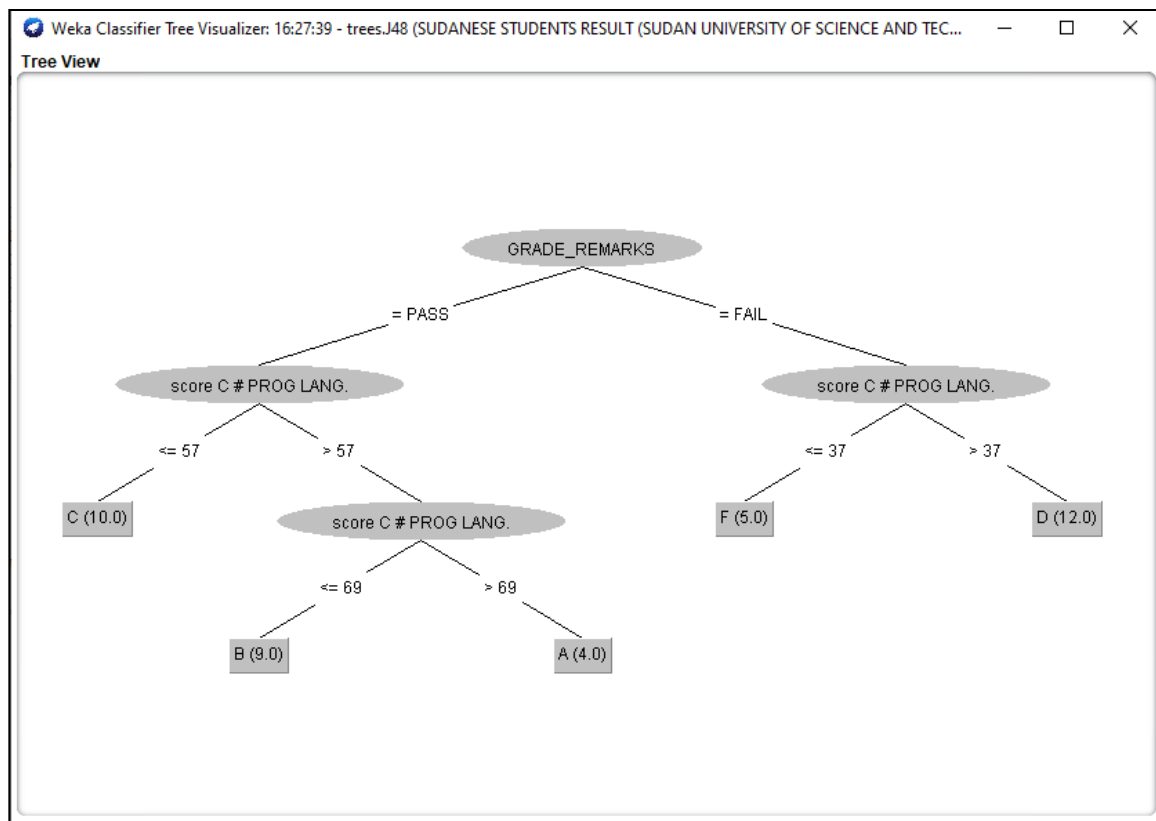 Weka Classifier Tree Visualizer: 16:27:39 - trees.J48 (SUDANESE STUDENTS RESULT (SUDAN UNIVERSITY OF SCIENCE AND TEC...
Tree View
GRADE_REMARKS
= PASS
= FAIL
score C # PROG LANG.
score C # PROG LANG.
<= 57
> 57
<= 37
> 37
C (10.0)
score C # PROG LANG.
F (5.0)
D (12.0)
<= 69
> 69
B (9.0)
A (4.0)